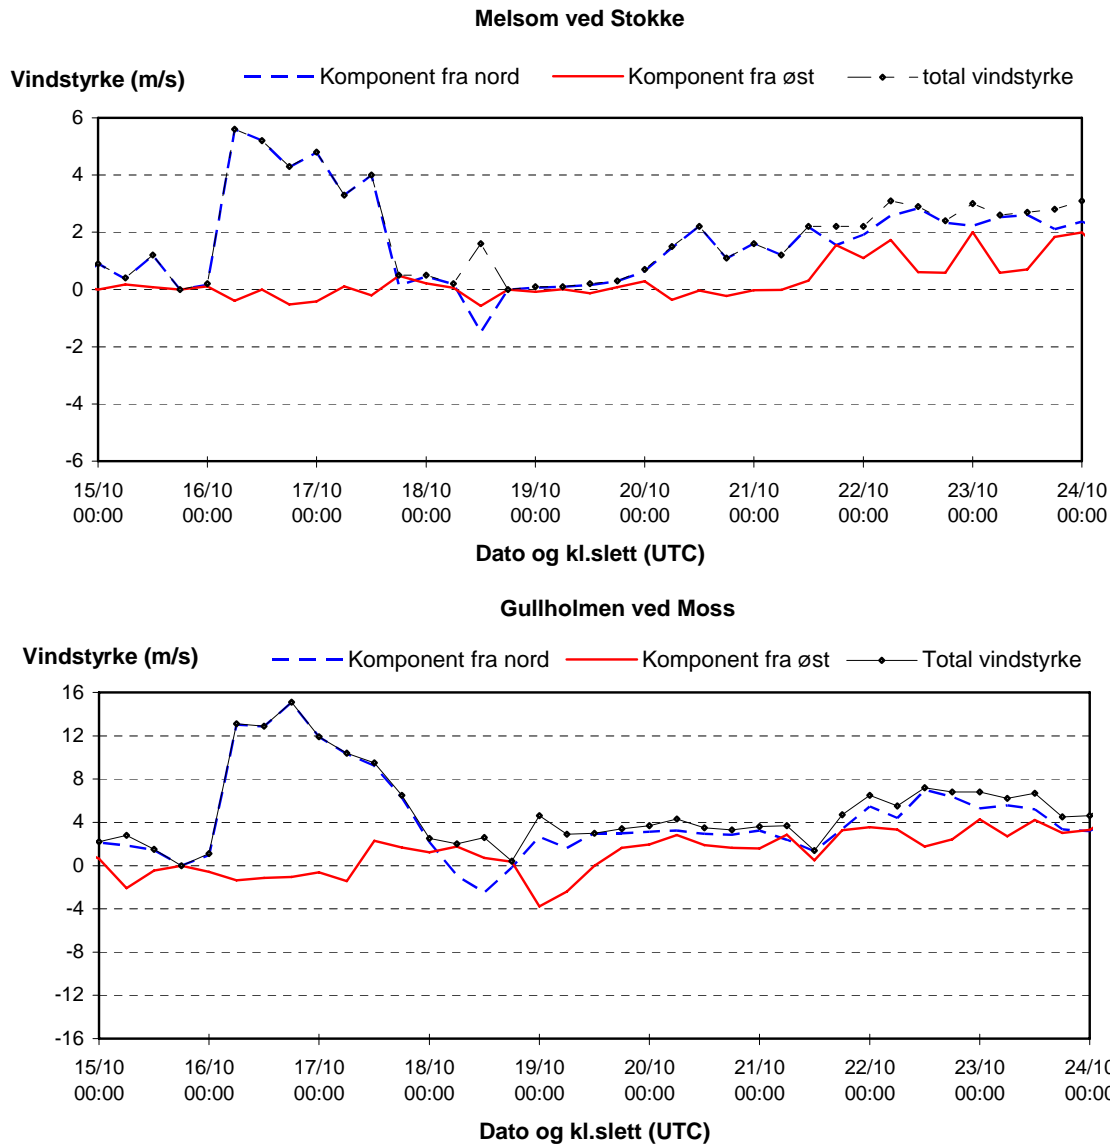 Melsom ved Stokke
Vindstyrke (m/s)
Komponent fra nord
Komponent fra øst
total vindstyrke
6
4
2
0
-2
-4
-6
15/10 16/10 17/10 18/10 19/10 20/10 21/10 22/10 23/10 24/10
00:00 00:00 00:00 00:00 00:00 00:00 00:00 00:00 00:00 00:00
Dato og kl.slett (UTC)
Gullholmen ved Moss
Vindstyrke (m/s)
Komponent fra nord
Komponent fra øst
Total vindstyrke
16
12
8
4
0
-4
-8
-12
-16
15/10 16/10 17/10 18/10 19/10 20/10 21/10 22/10 23/10 24/10
00:00 00:00 00:00 00:00 00:00 00:00 00:00 00:00 00:00 00:00
Dato og kl.slett (UTC)